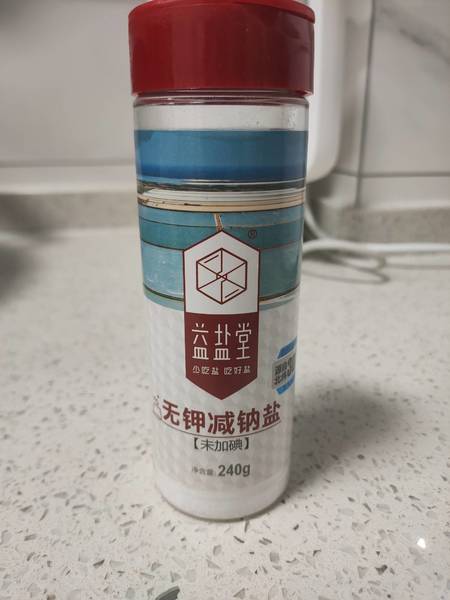 ®
益盐堂
少吃盐 吃好盐
无钾减钠盐
【未加碘】
净含量:240g